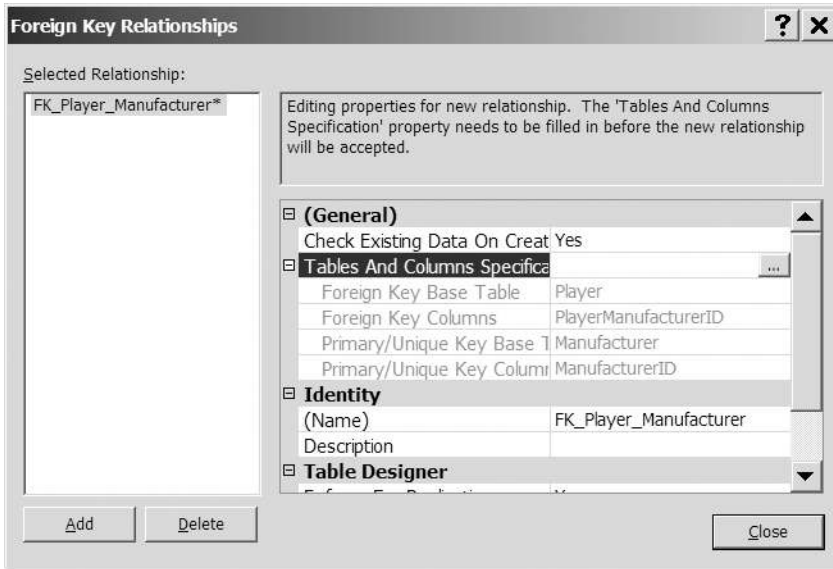 Foreign Key Relationships
Selected Relationship:
FK_Player_Manufacturer*
Editing properties for new relationship. The 'Tables And Columns
Specification' property needs to be filled in before the new relationship
will be accepted.
(General)
Check Existing Data On Creat Yes
Tables And Columns Specifica ...
Foreign Key Base Table Player
Foreign Key Columns PlayerManufacturerID
Primary/Unique Key Base T Manufacturer
Primary/Unique Key Colum ManufacturerID
Identity
(Name) FK_Player_Manufacturer
Description
Table Designer
Add Delete
Close